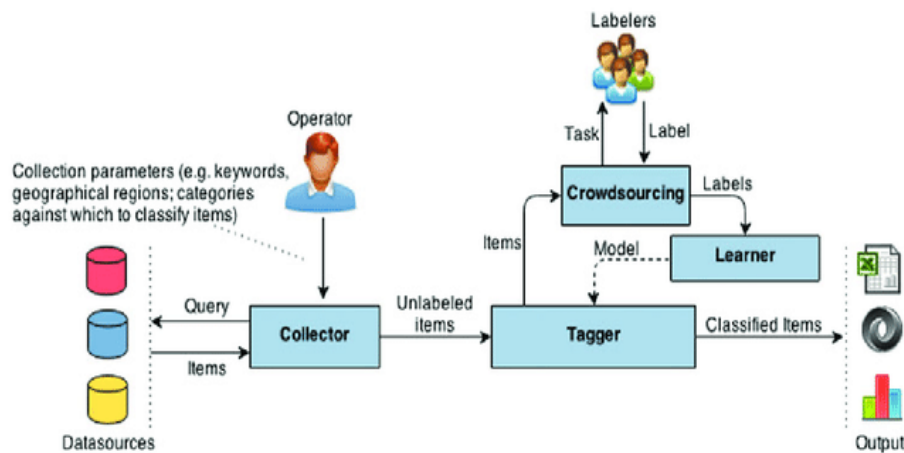 Labelers
Operator
Task
Label
Collection parameters (e.g. keywords,
geographical regions; categories
against which to classify items)
Crowdsourcing
Labels
Items
Model
Learner
Query
Collector
Unlabeled
items
Tagger
Classified Items
Items
Datasources
Output